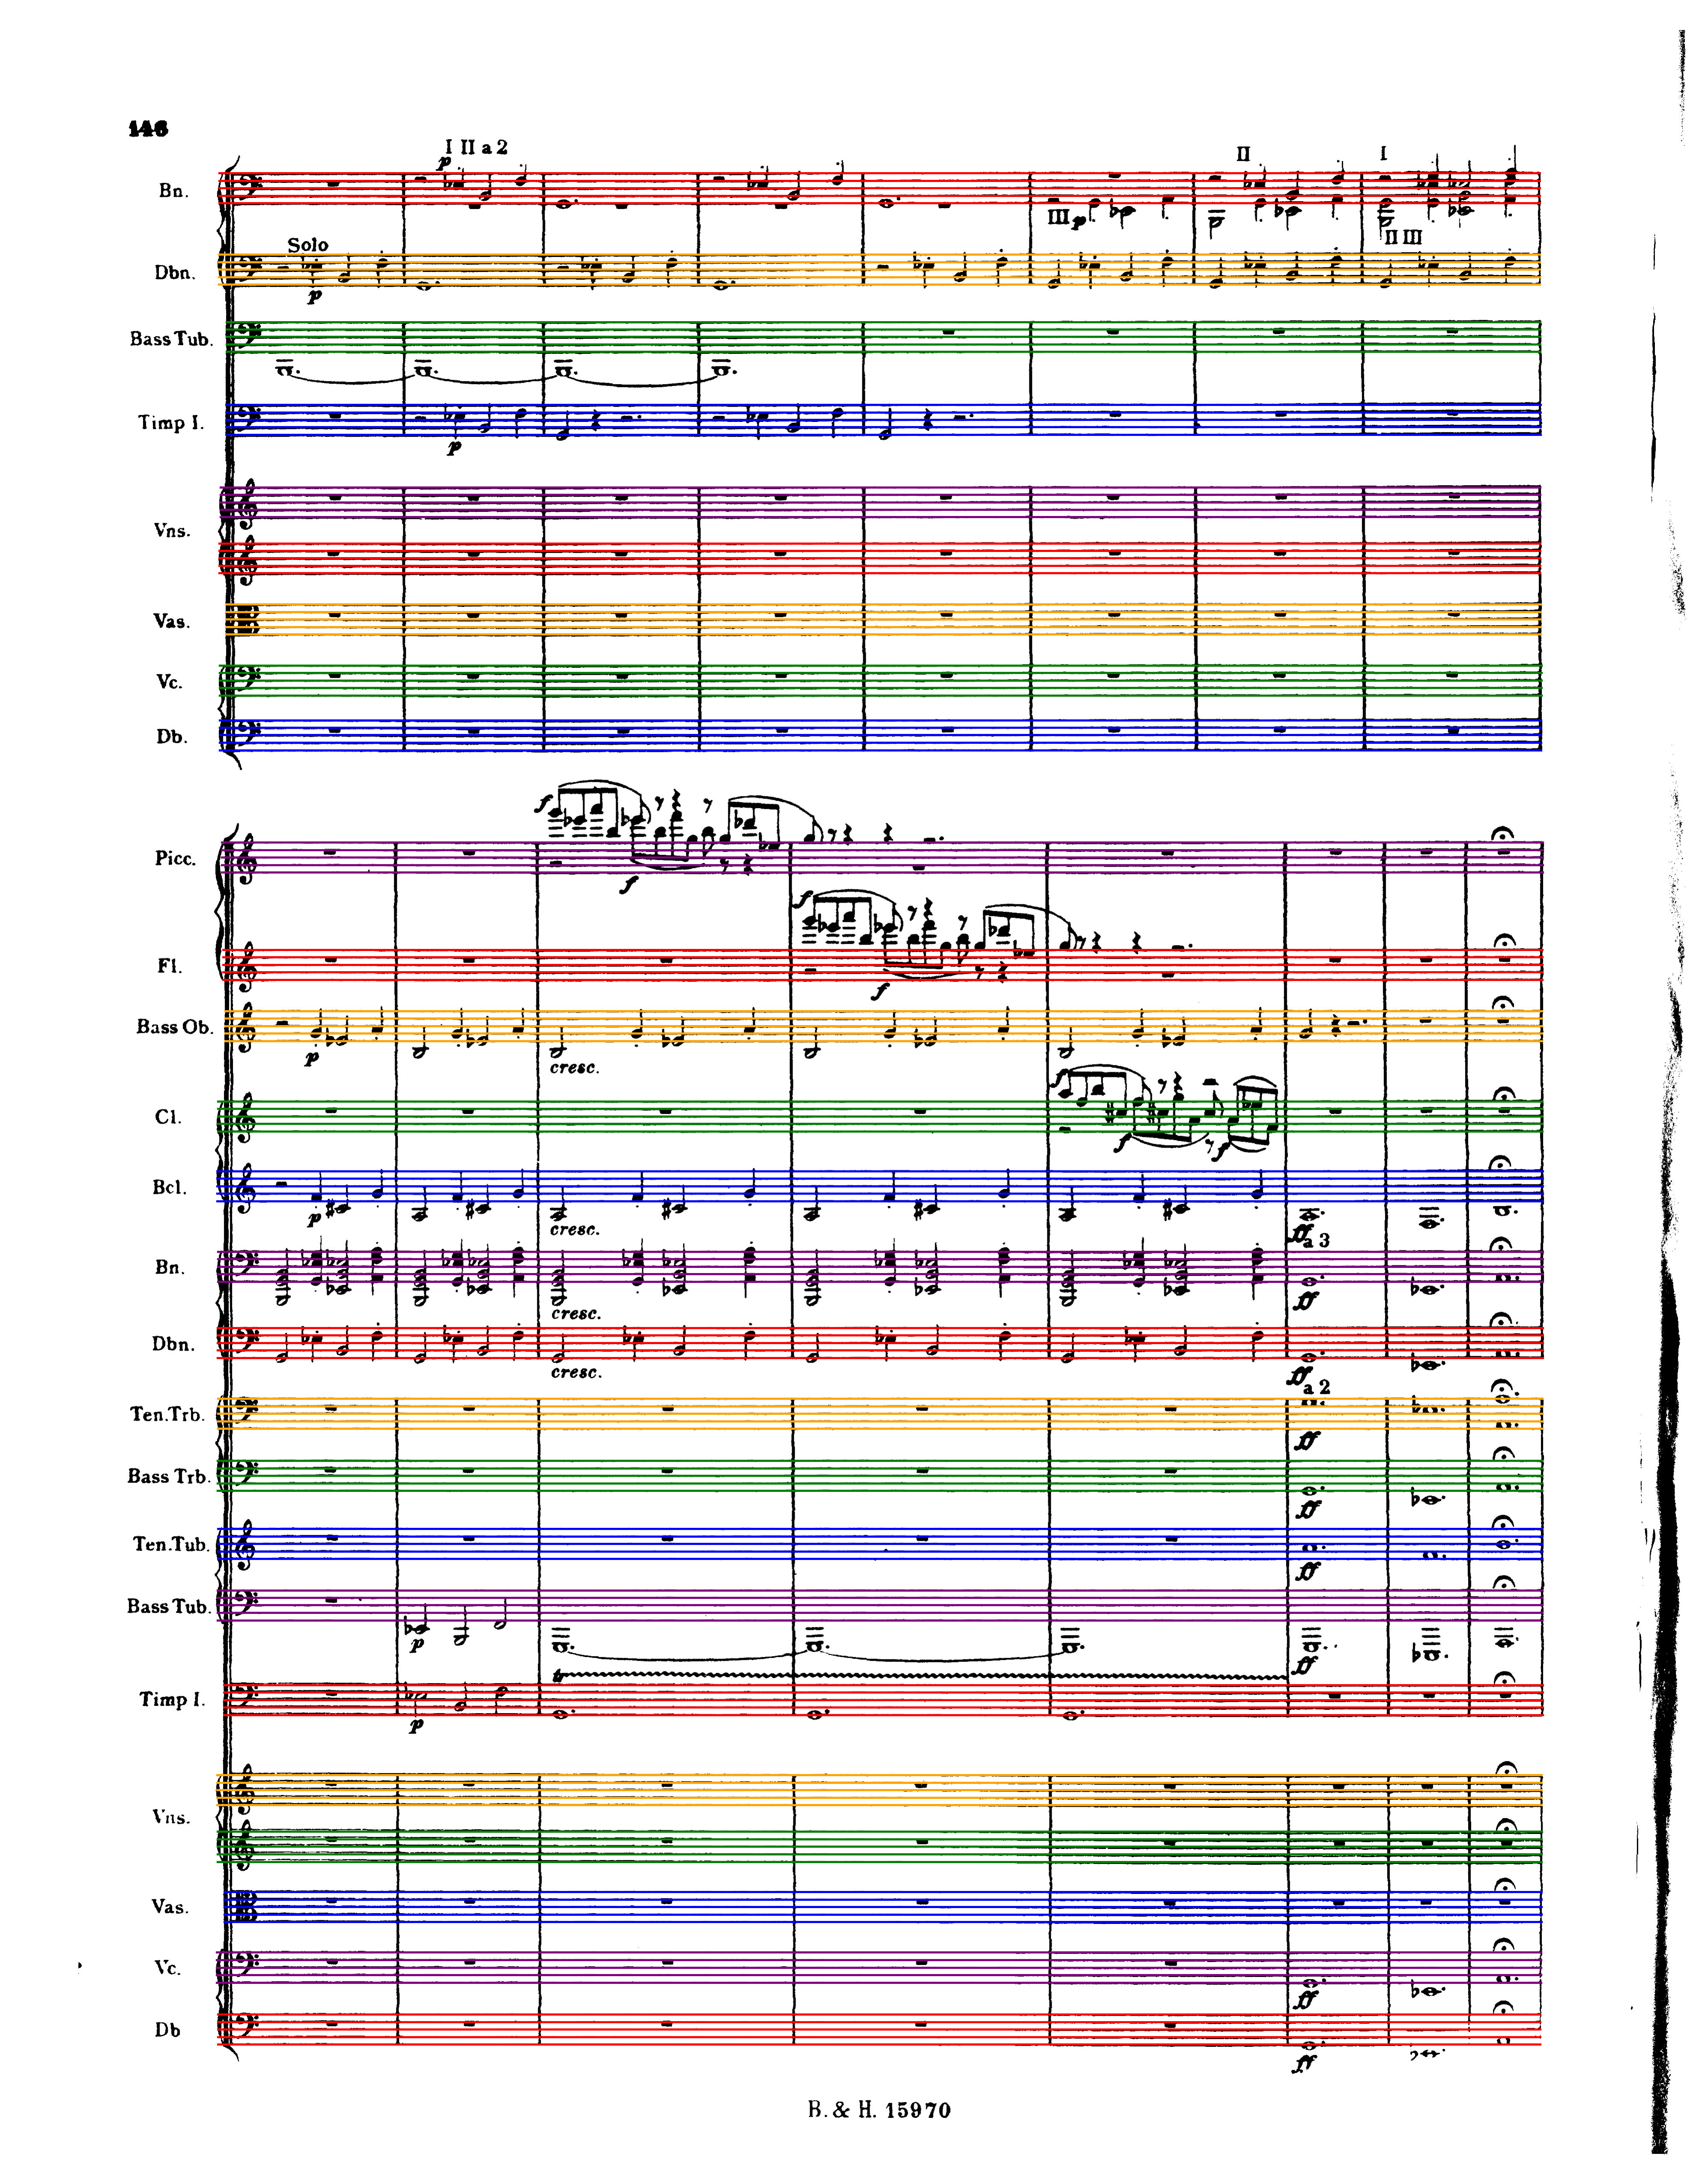 146
I II a 2
p
II
I
Bn.
III p
II III
Solo
Dbn.
p
Bass Tub.
Timp I.
p
Vns.
Vas.
Vc.
Db.
f
Picc.
f
f
Fl.
f
Bass Ob.
p
cresc.
f
Cl.
f
f
Bcl.
p
cresc.
ff
a 3
Bn.
cresc.
ff
Dbn.
cresc.
ff
a 2
Ten.Trb.
ff
Bass Trb.
ff
Ten.Tub.
ff
Bass Tub.
p
ff
tr
Timp I.
p
Vns.
Vas.
Vc.
ff
Db
ff
B. & H. 15970